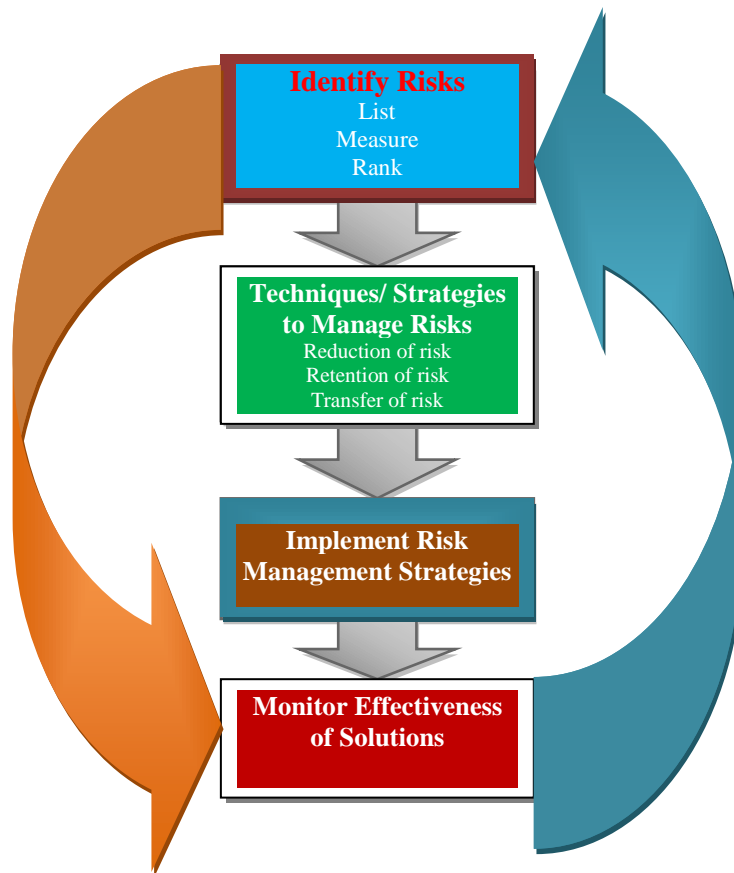 Identify Risks
List
Measure
Rank
Techniques/ Strategies
to Manage Risks
Reduction of risk
Retention of risk
Transfer of risk
Implement Risk
Management Strategies
Monitor Effectiveness
of Solutions